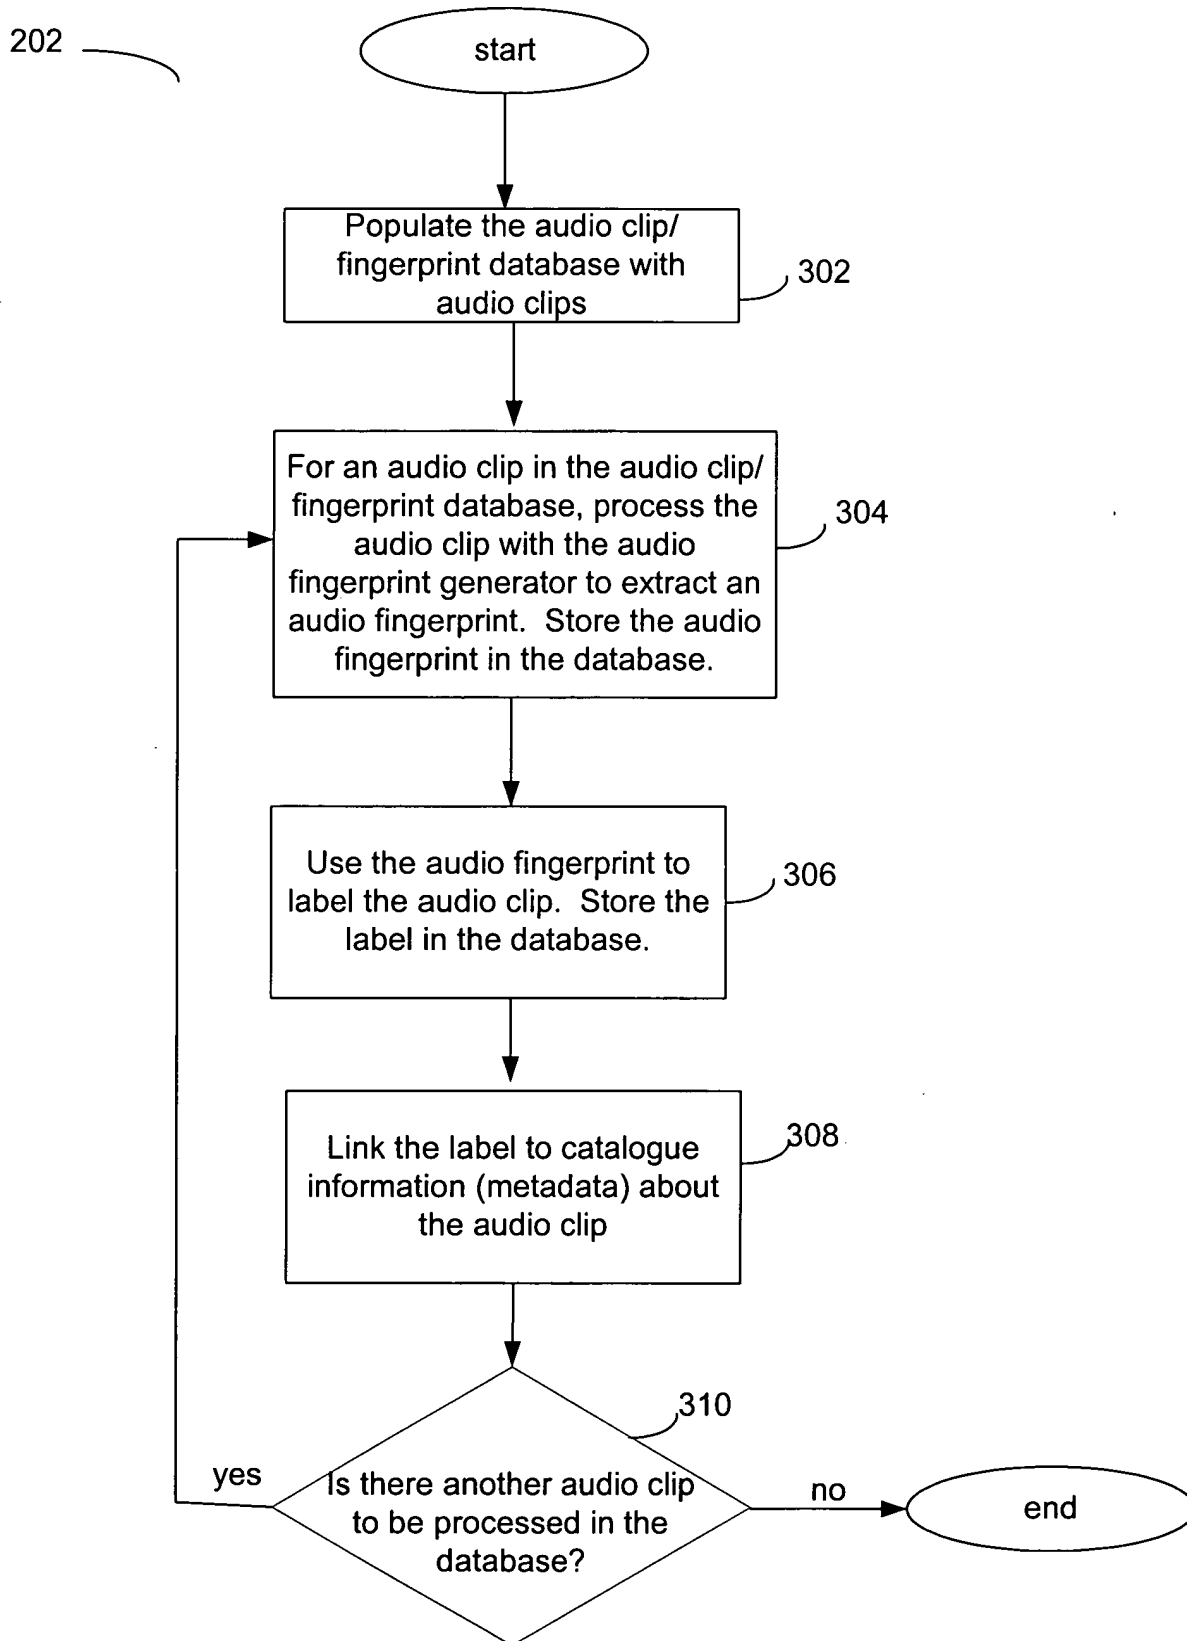 202
start
Populate the audio clip/
fingerprint database with
audio clips
302
For an audio clip in the audio clip/
fingerprint database, process the
audio clip with the audio
fingerprint generator to extract an
audio fingerprint.  Store the audio
fingerprint in the database.
304
Use the audio fingerprint to
label the audio clip.  Store the
label in the database.
306
Link the label to catalogue
information (metadata) about
the audio clip
308
310
yes
Is there another audio clip
to be processed in the
database?
no
end